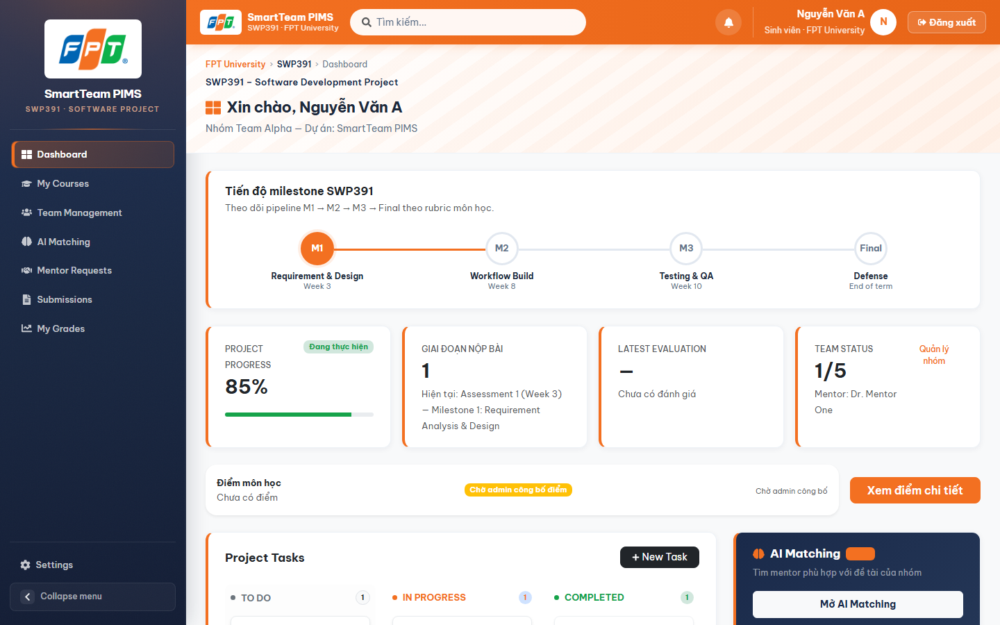 FPT
SmartTeam PIMS
SWP391 · SOFTWARE PROJECT
Dashboard
My Courses
Team Management
AI Matching
Mentor Requests
Submissions
My Grades
Settings
Collapse menu
FPT
SmartTeam PIMS
SWP391 · FPT University
Tìm kiếm...
Nguyễn Văn A
Sinh viên · FPT University
N
Đăng xuất
FPT University › SWP391 › Dashboard
SWP391 – Software Development Project
Xin chào, Nguyễn Văn A
Nhóm Team Alpha — Dự án: SmartTeam PIMS
Tiến độ milestone SWP391
Theo dõi pipeline M1 → M2 → M3 → Final theo rubric môn học.
M1
M2
M3
Final
Requirement & Design
Week 3
Workflow Build
Week 8
Testing & QA
Week 10
Defense
End of term
PROJECT
PROGRESS
Đang thực hiện
85%
GIAI ĐOẠN NỘP BÀI
1
Hiện tại: Assessment 1 (Week 3)
— Milestone 1: Requirement
Analysis & Design
LATEST EVALUATION
—
Chưa có đánh giá
TEAM STATUS
Quản lý
nhóm
1/5
Mentor: Dr. Mentor
One
Điểm môn học
Chưa có điểm
Chờ admin công bố điểm
Chờ admin công bố
Xem điểm chi tiết
Project Tasks
+ New Task
TO DO
1
IN PROGRESS
1
COMPLETED
1
AI Matching
Tìm mentor phù hợp với đề tài của nhóm
Mở AI Matching